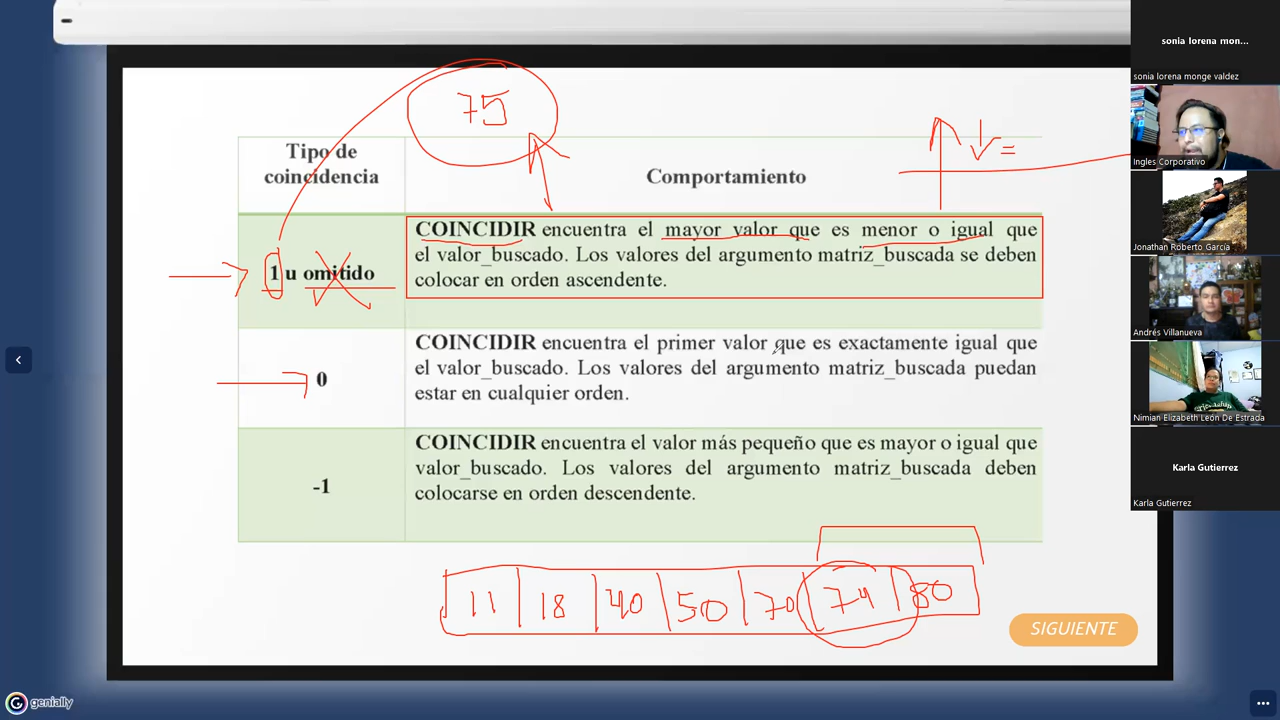 sonia lorena mon...
sonia lorena monge valdez
75
Tipo de
coincidencia
Comportamiento
=
Ingles Corporativo
1 u omitido
COINCIDIR encuentra el mayor valor que es menor o igual que
el valor_buscado. Los valores del argumento matriz_buscada se deben
colocar en orden ascendente.
Jonathan Roberto García
0
COINCIDIR encuentra el primer valor que es exactamente igual que
el valor_buscado. Los valores del argumento matriz_buscada puedan
estar en cualquier orden.
Andrés Villanueva
-1
COINCIDIR encuentra el valor más pequeño que es mayor o igual que
valor_buscado. Los valores del argumento matriz_buscada deben
colocarse en orden descendente.
Nimian Elizabeth León De Estrada
Karla Gutierrez
Karla Gutierrez
11 18 40 50 70 74 80
SIGUIENTE
genially